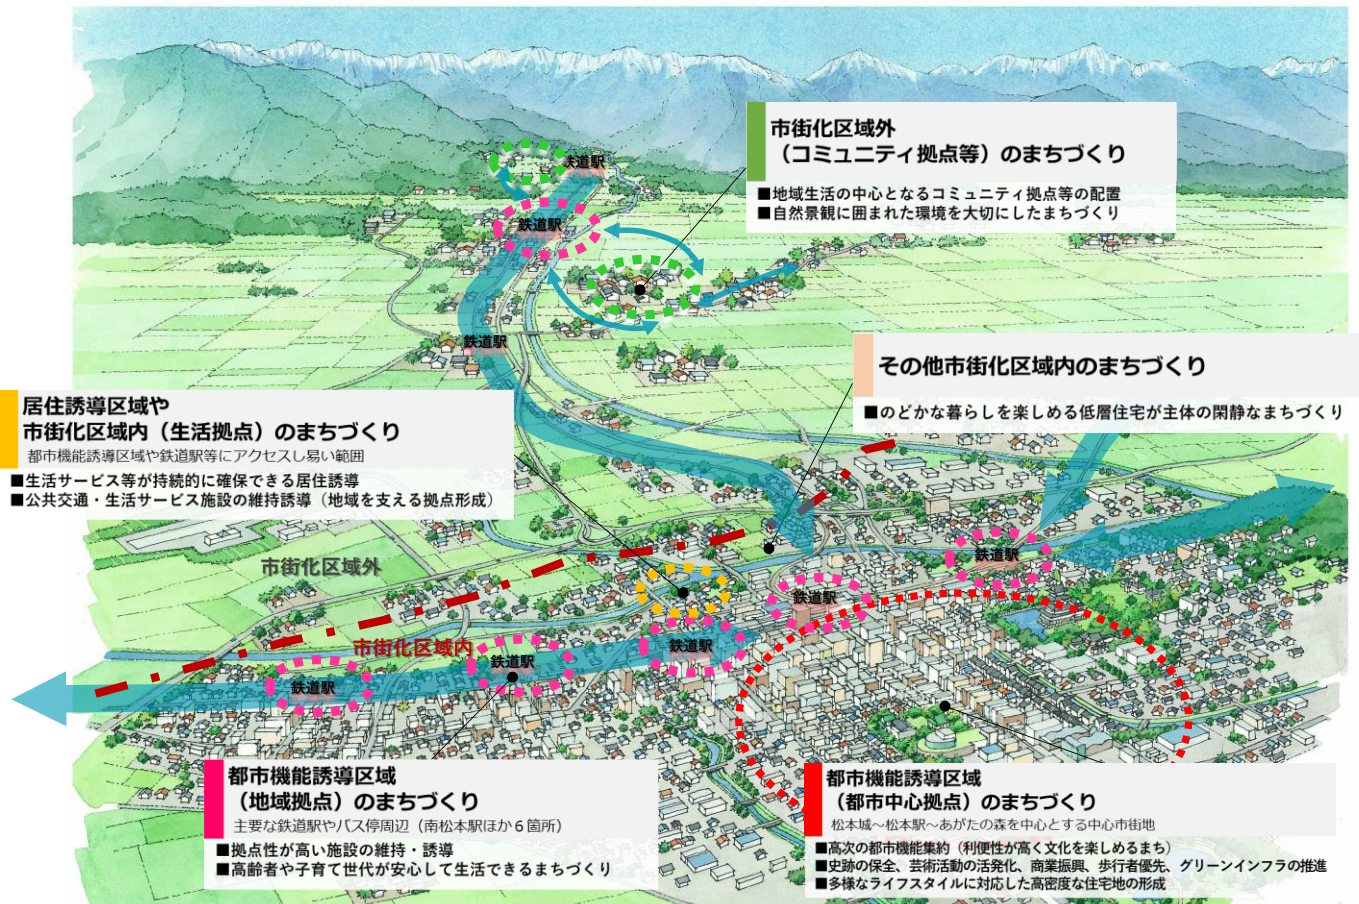 市街化区域外
（コミュニティ拠点等）のまちづくり
■地域生活の中心となるコミュニティ拠点等の配置
■自然景観に囲まれた環境を大切にしたまちづくり
鉄道駅
鉄道駅
鉄道駅
その他市街化区域内のまちづくり
■のどかな暮らしを楽しめる低層住宅が主体の閑静なまちづくり
居住誘導区域や
市街化区域内（生活拠点）のまちづくり
都市機能誘導区域や鉄道駅等にアクセスし易い範囲
■生活サービス等が持続的に確保できる居住誘導
■公共交通・生活サービス施設の維持誘導（地域を支える拠点形成）
市街化区域外
市街化区域内
鉄道駅
鉄道駅
鉄道駅
鉄道駅
鉄道駅
都市機能誘導区域
（地域拠点）のまちづくり
主要な鉄道駅やバス停周辺（南松本駅ほか６箇所）
■拠点性が高い施設の維持・誘導
■高齢者や子育て世代が安心して生活できるまちづくり
都市機能誘導区域
（都市中心拠点）のまちづくり
松本城～松本駅～あがたの森を中心とする中心市街地
■高次の都市機能集約（利便性が高く文化を楽しめるまち）
■史跡の保全、芸術活動の活発化、商業振興、歩行者優先、グリーンインフラの推進
■多様なライフスタイルに対応した高密度な住宅地の形成